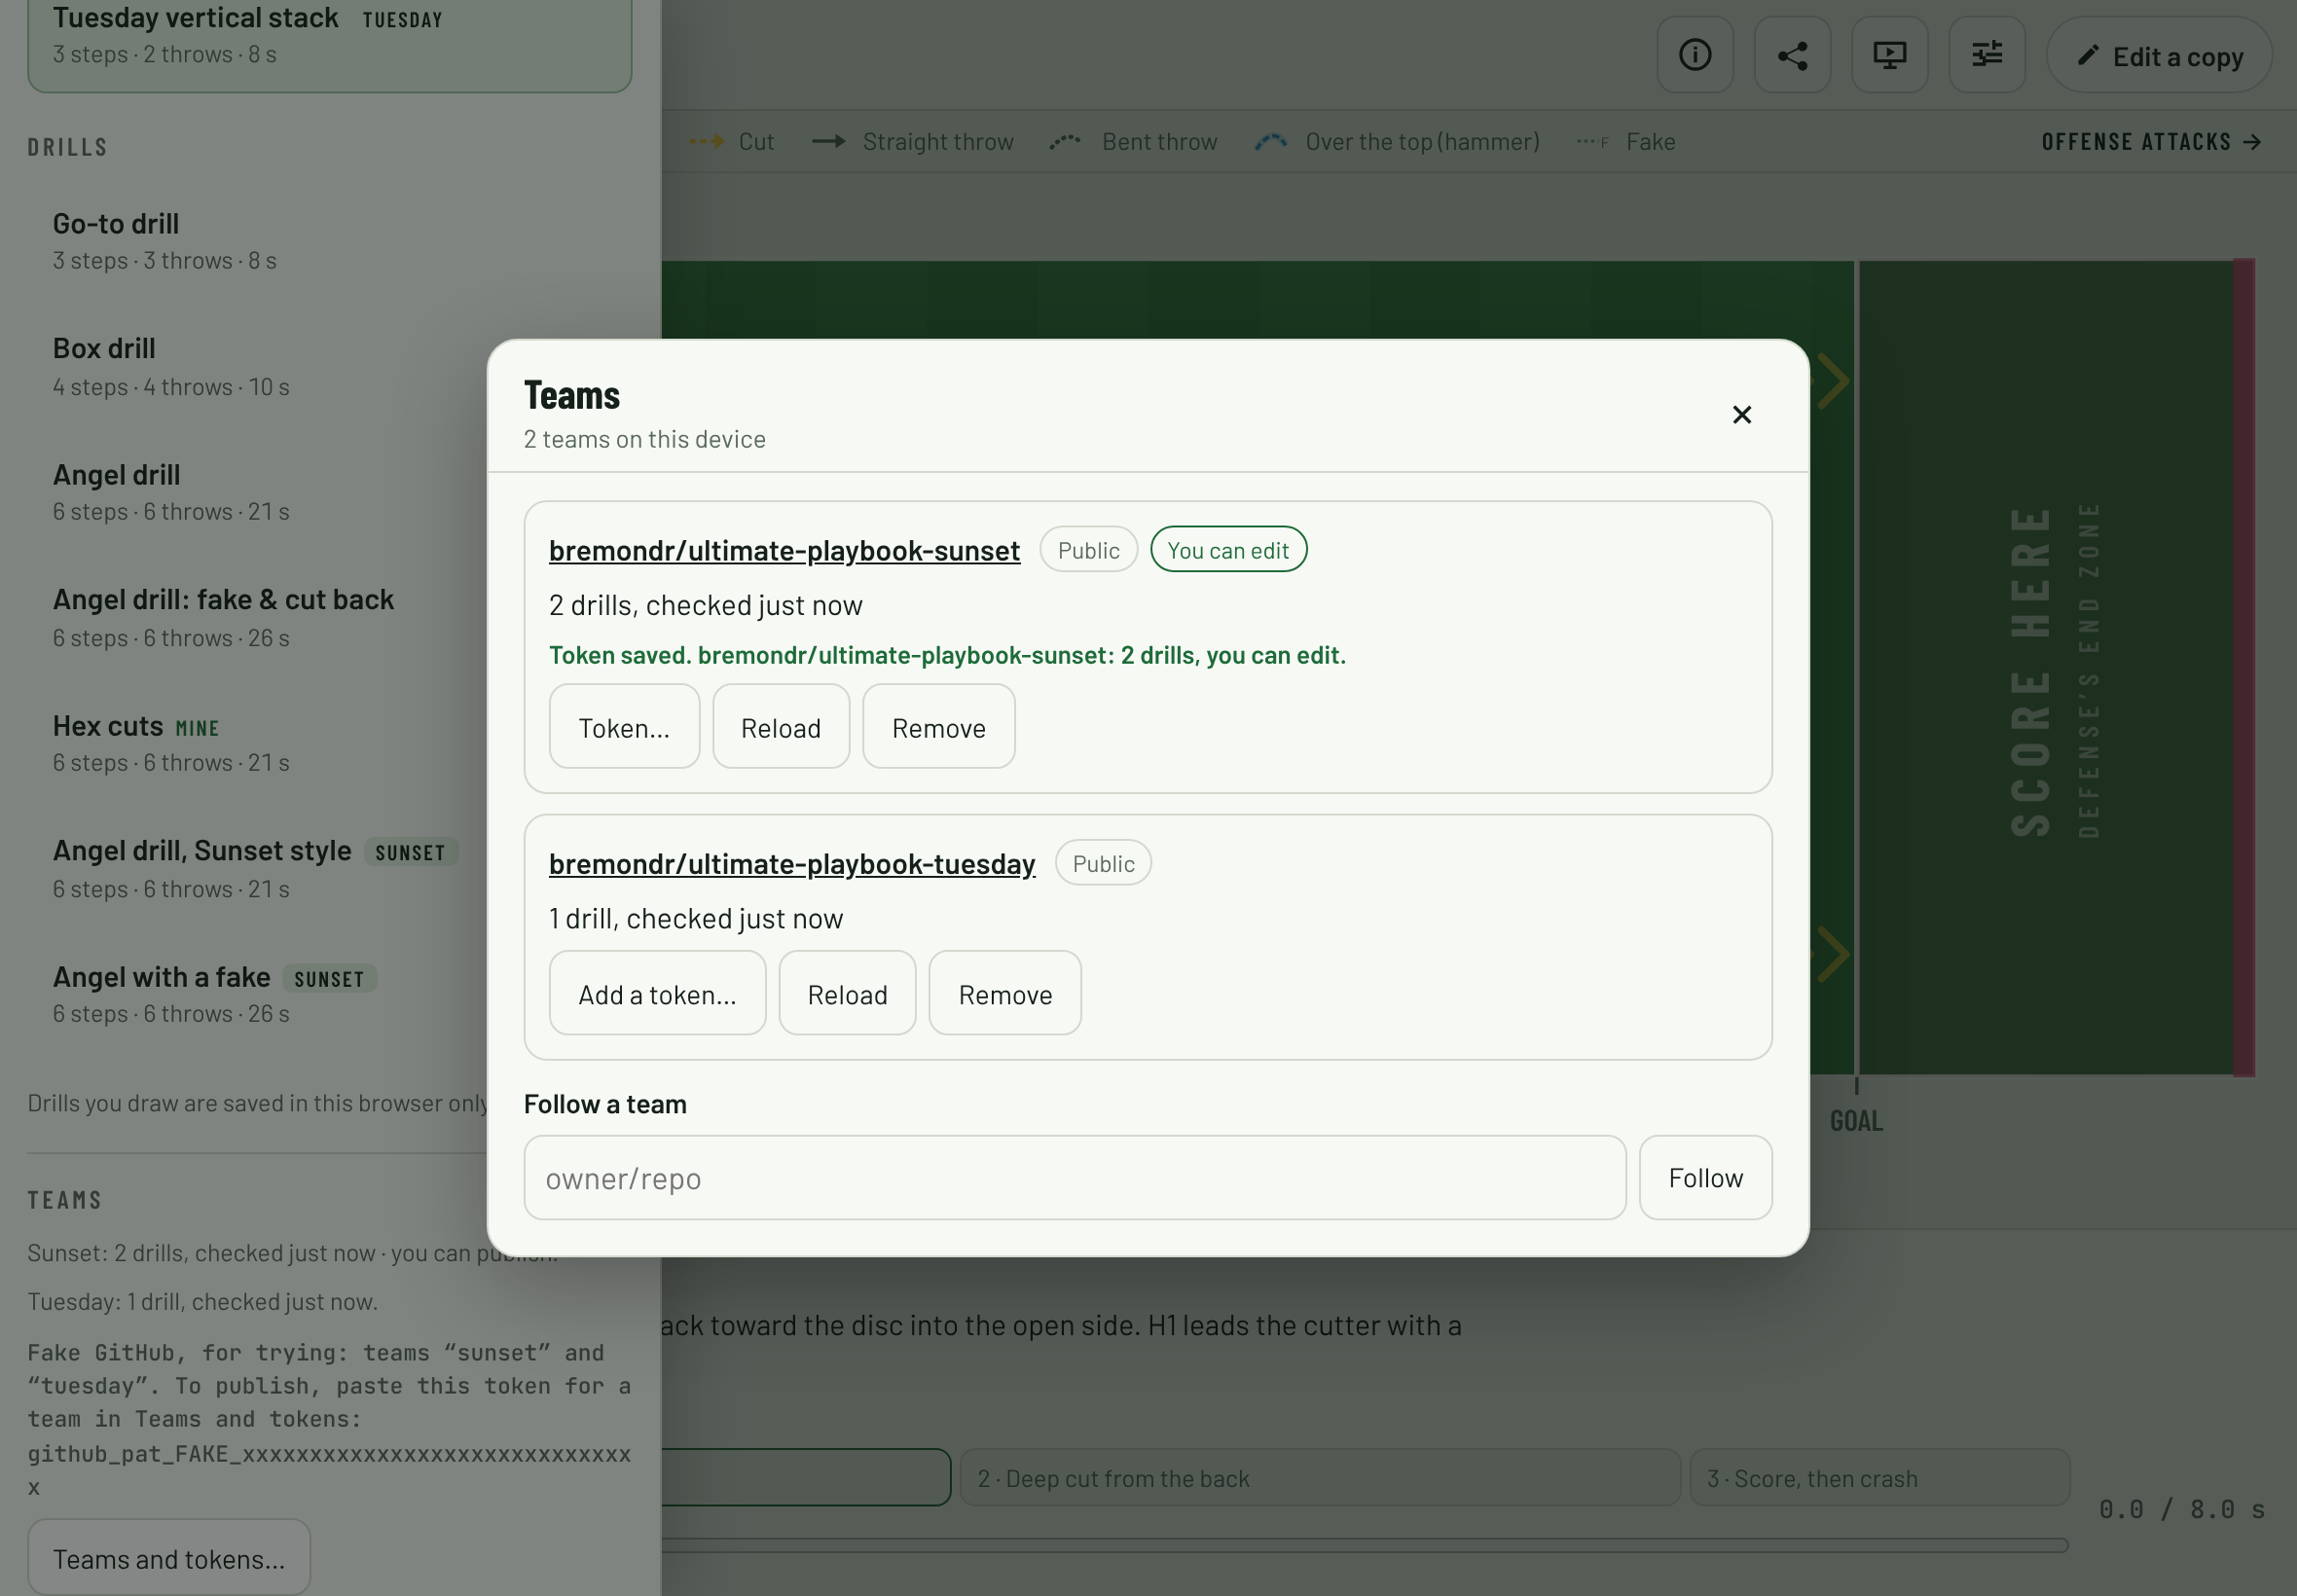 Tuesday vertical stack TUESDAY
3 steps · 2 throws · 8 s
DRILLS
Go-to drill
3 steps · 3 throws · 8 s
Box drill
4 steps · 4 throws · 10 s
Angel drill
6 steps · 6 throws · 21 s
Angel drill: fake & cut back
6 steps · 6 throws · 26 s
Hex cuts MINE
6 steps · 6 throws · 21 s
Angel drill, Sunset style SUNSET
6 steps · 6 throws · 21 s
Angel with a fake SUNSET
6 steps · 6 throws · 26 s
Drills you draw are saved in this browser only
TEAMS
Sunset: 2 drills, checked just now · you can publish.
Tuesday: 1 drill, checked just now.
Fake GitHub, for trying: teams “sunset” and
“tuesday”. To publish, paste this token for a
team in Teams and tokens:
github_pat_FAKE_xxxxxxxxxxxxxxxxxxxxxxxxxxxxx
x
Teams and tokens...
Edit a copy
Cut
Straight throw
Bent throw
Over the top (hammer)
F Fake
OFFENSE ATTACKS →
Teams
2 teams on this device
bremondr/ultimate-playbook-sunset Public You can edit
2 drills, checked just now
Token saved. bremondr/ultimate-playbook-sunset: 2 drills, you can edit.
Token... Reload Remove
bremondr/ultimate-playbook-tuesday Public
1 drill, checked just now
Add a token... Reload Remove
Follow a team
owner/repo Follow
SCORE HERE
DEFENSE'S END ZONE
GOAL
ack toward the disc into the open side. H1 leads the cutter with a
2 · Deep cut from the back
3 · Score, then crash
0.0 / 8.0 s